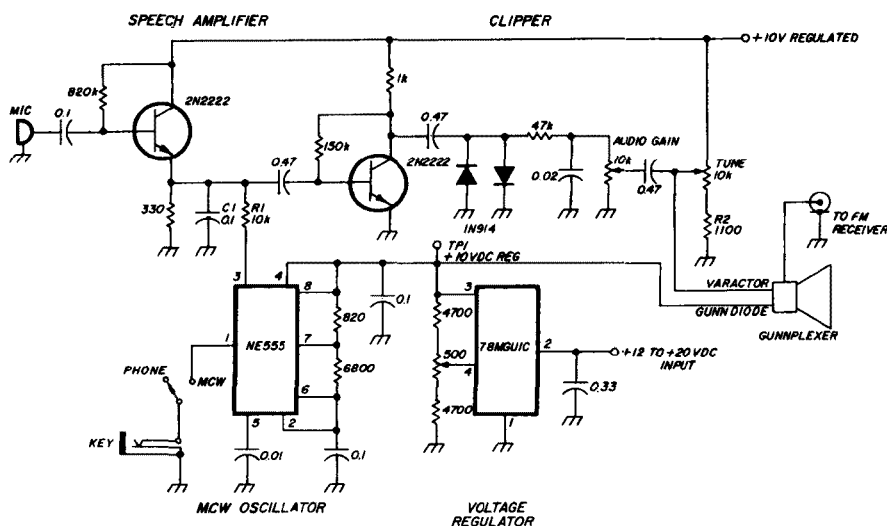 SPEECH AMPLIFIER
CLIPPER
+10V REGULATED
820k
2N2222
1k
MIC
0.1
0.47
150k
0.47
2N2222
47k
AUDIO GAIN
10k
0.02
0.47
TUNE
10k
1N914
330
C1
0.1
R1
10k
R2
1100
TO FM
RECEIVER
TP1
+10VDC REG
VARACTOR
GUNN DIODE
GUNNPLEXER
3
4
8
0.1
820
3
4700
1
NE555
7
500
78MGUIC
2
+12 TO +20 VDC
INPUT
4
6800
0.33
PHONE
MCW
6
4700
5
2
1
KEY
0.01
0.1
MCW OSCILLATOR
VOLTAGE
REGULATOR